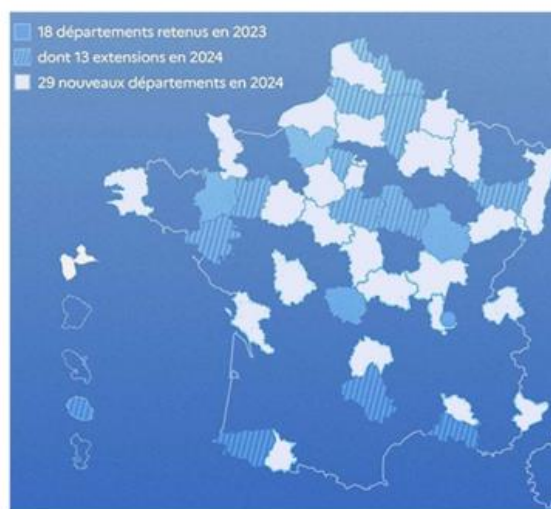 18 départements retenus en 2023
dont 13 extensions en 2024
29 nouveaux départements en 2024